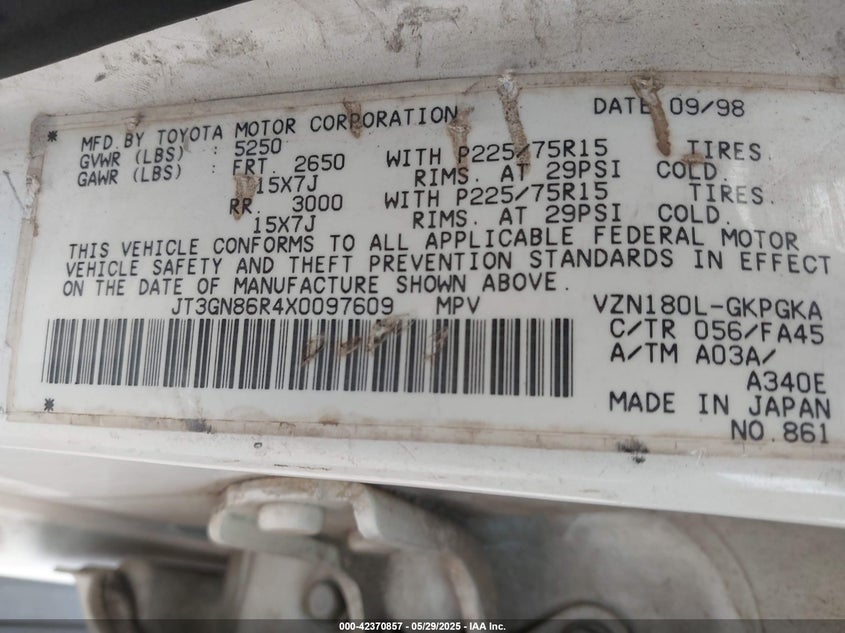 * MFD.BY TOYOTA MOTOR CORPORATION DATE 09/98
GVWR (LBS) : 5250
GAWR (LBS) : FRT. 2650 WITH P225/75R15 TIRES.
15X7J RIMS. AT 29PSI COLD.
RR. 3000 WITH P225/75R15 TIRES.
15X7J RIMS. AT 29PSI COLD.
THIS VEHICLE CONFORMS TO ALL APPLICABLE FEDERAL MOTOR
VEHICLE SAFETY AND THEFT PREVENTION STANDARDS IN EFFECT
ON THE DATE OF MANUFACTURE SHOWN ABOVE.
JT3GN86R4X0097609 MPV VZN180L-GKPGKA
C/TR 056/FA45
A/TM A03A/
A340E
* MADE IN JAPAN
NO.861
000-42370857 - 05/29/2025 - IAA Inc.